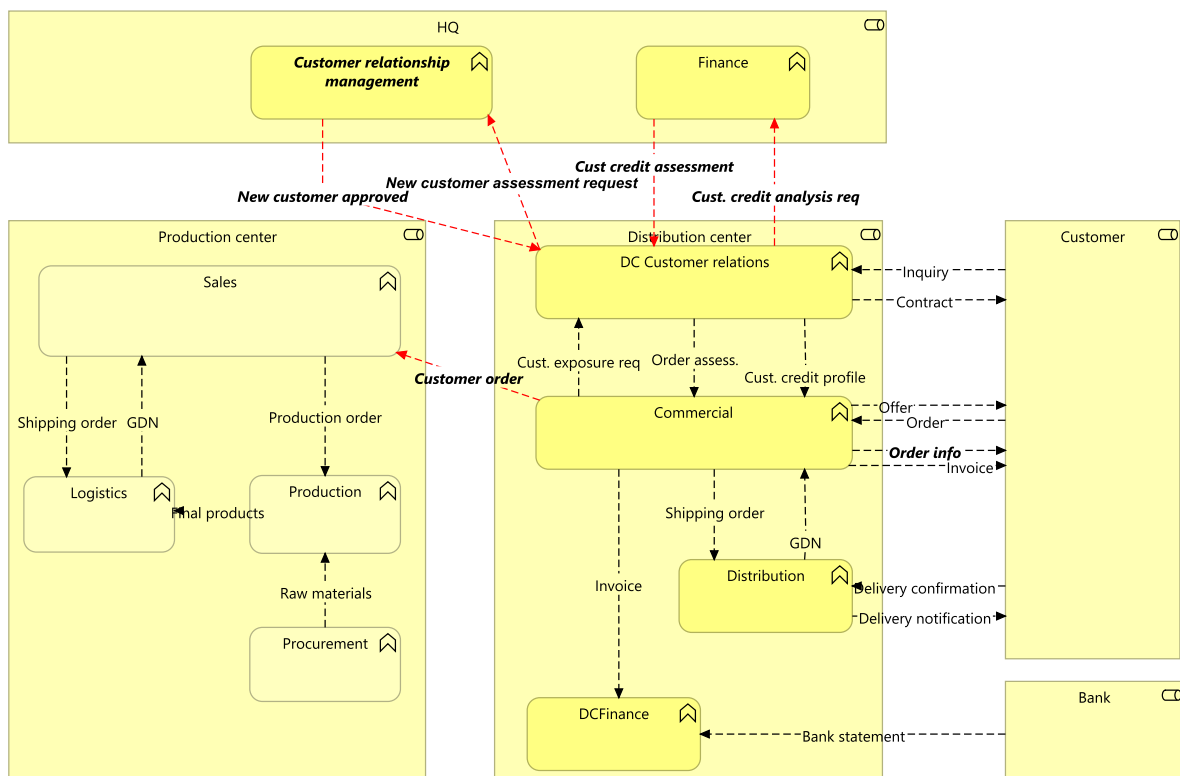 HQ
Customer relationship
management
Finance
Cust credit assessment
New customer assessment request
New customer approved
Cust. credit analysis req
Production center
Distribution center
Customer
Sales
DC Customer relations
Inquiry
Contract
Cust. exposure req
Order assess.
Cust. credit profile
Customer order
Commercial
Offer
Order
Order info
Invoice
Shipping order
GDN
Production order
Logistics
Production
Final products
Shipping order
GDN
Raw materials
Invoice
Distribution
Delivery confirmation
Delivery notification
Procurement
DCFinance
Bank
Bank statement